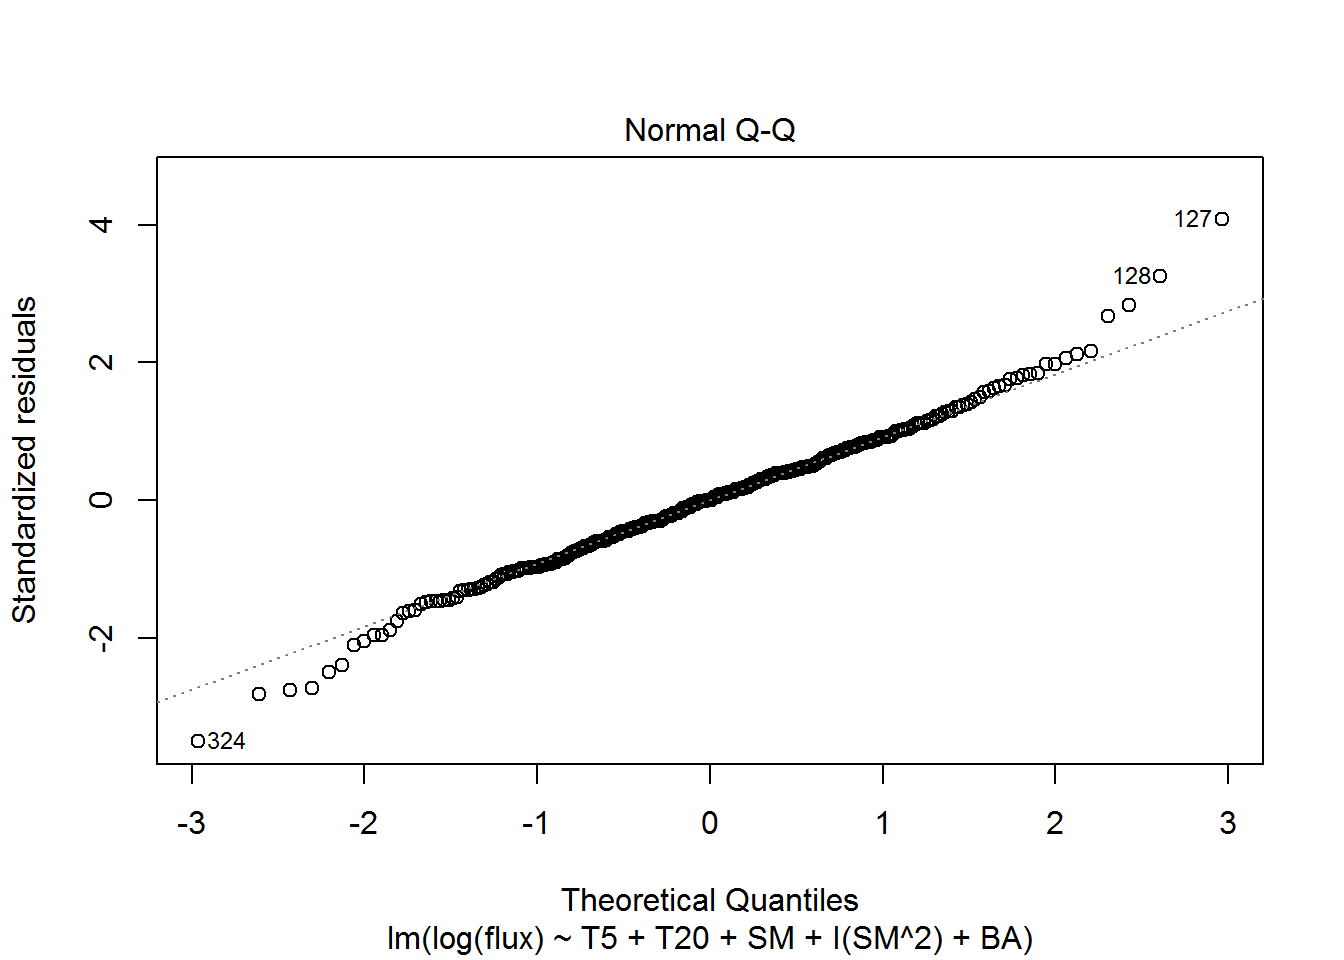 Normal Q-Q
4
2
0
-2
Standardized residuals
127
128
324
-3 -2 -1 0 1 2 3
Theoretical Quantiles
lm(log(flux) ~ T5 + T20 + SM + I(SM^2) + BA)